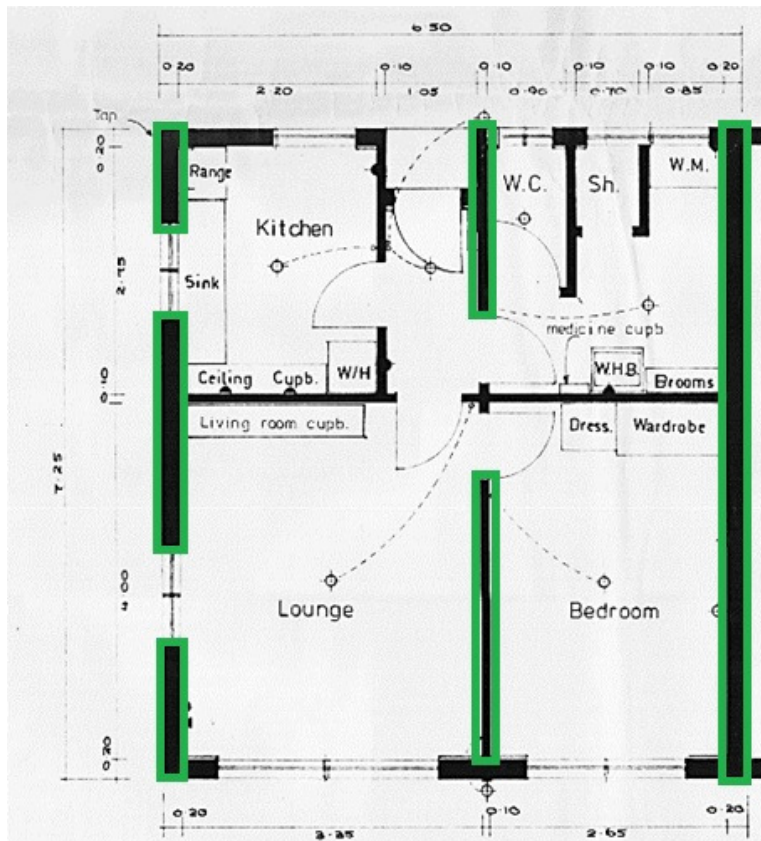 6·50
0·20 0·10 0·10 0·10 0·10 0·20
2·20 1·05 0·90 0·70 0·85
Tap
0·20
Range
W.C. Sh. W.M.
Kitchen
2·75
Sink
medicine cupb
W/H W.H.B.
Ceiling Cupb. Brooms
0·10
Living room cupb. Dress. Wardrobe
7·25
4·00
Lounge Bedroom
0·20
0·20 0·10 0·20
3·35 2·65